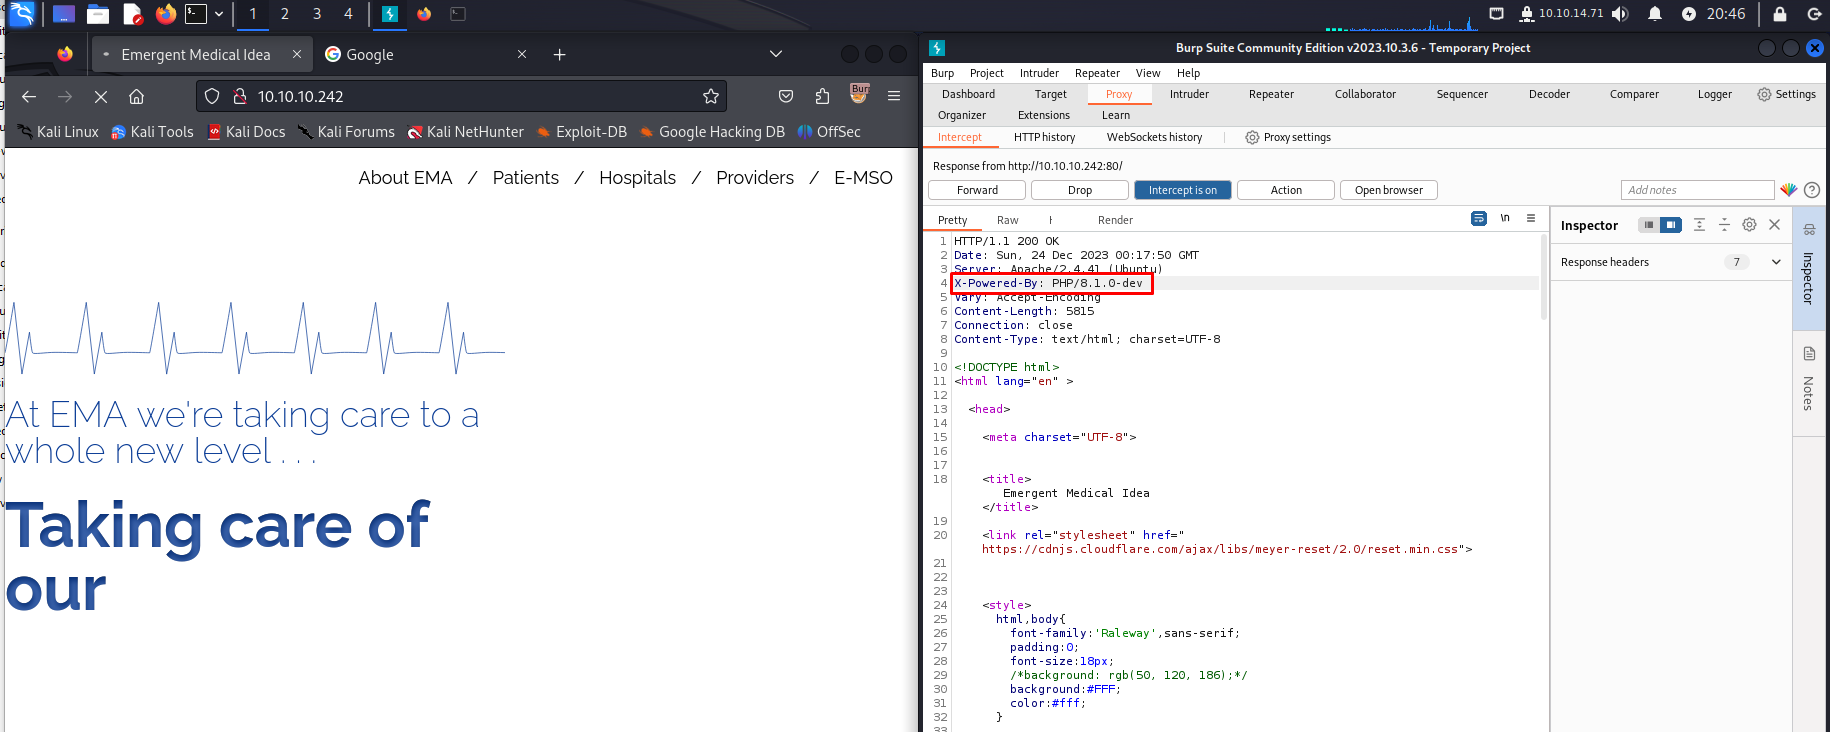 1 2 3 4
10.10.14.71 20:46
Emergent Medical Idea
Google
10.10.10.242
Kali Linux Kali Tools Kali Docs Kali Forums Kali NetHunter Exploit-DB Google Hacking DB OffSec
About EMA / Patients / Hospitals / Providers / E-MSO
At EMA we're taking care to a
whole new level . . .
Taking care of
our
Burp Suite Community Edition v2023.10.3.6 - Temporary Project
Burp Project Intruder Repeater View Help
Dashboard Target Proxy Intruder Repeater Collaborator Sequencer Decoder Comparer Logger Settings
Organizer Extensions Learn
Intercept HTTP history WebSockets history Proxy settings
Response from http://10.10.10.242:80/
Forward Drop Intercept is on Action Open browser Add notes
Pretty Raw Render \n
1 HTTP/1.1 200 OK
2 Date: Sun, 24 Dec 2023 00:17:50 GMT
3 Server: Apache/2.4.41 (Ubuntu)
4 X-Powered-By: PHP/8.1.0-dev
5 Vary: Accept-Encoding
6 Content-Length: 5815
7 Connection: close
8 Content-Type: text/html; charset=UTF-8
9
10 <!DOCTYPE html>
11 <html lang="en" >
12
13 <head>
14
15 <meta charset="UTF-8">
16
17
18 <title>
Emergent Medical Idea
</title>
19
20 <link rel="stylesheet" href="
https://cdnjs.cloudflare.com/ajax/libs/meyer-reset/2.0/reset.min.css">
21
22
23
24 <style>
25 html,body{
26 font-family:'Raleway',sans-serif;
27 padding:0;
28 font-size:18px;
29 /*background: rgb(50, 120, 186);*/
30 background:#FFF;
31 color:#fff;
32 }
Inspector
Response headers 7
Inspector
Notes